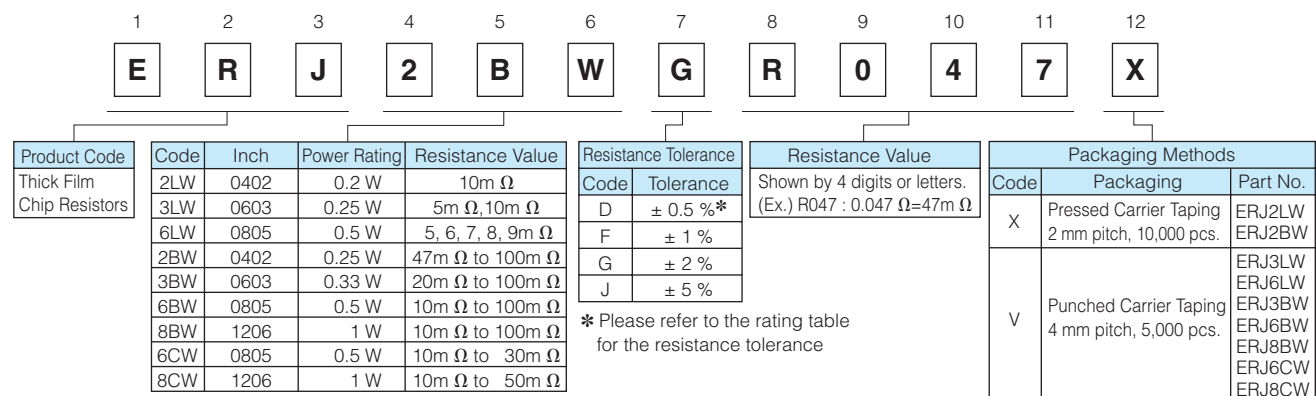 1 2 3 4 5 6 7 8 9 10 11 12
E R J 2 B W G R 0 4 7 X
Product Code
Thick Film
Chip Resistors
Code Inch Power Rating Resistance Value
2LW 0402 0.2 W 10m Ω
3LW 0603 0.25 W 5m Ω,10m Ω
6LW 0805 0.5 W 5, 6, 7, 8, 9m Ω
2BW 0402 0.25 W 47m Ω to 100m Ω
3BW 0603 0.33 W 20m Ω to 100m Ω
6BW 0805 0.5 W 10m Ω to 100m Ω
8BW 1206 1 W 10m Ω to 100m Ω
6CW 0805 0.5 W 10m Ω to 30m Ω
8CW 1206 1 W 10m Ω to 50m Ω
Resistance Tolerance
Code Tolerance
D ± 0.5 %*
F ± 1 %
G ± 2 %
J ± 5 %
* Please refer to the rating table
for the resistance tolerance
Resistance Value
Shown by 4 digits or letters.
(Ex.) R047 : 0.047 Ω=47m Ω
Packaging Methods
Code Packaging Part No.
X Pressed Carrier Taping
2 mm pitch, 10,000 pcs.
ERJ2LW
ERJ2BW
V Punched Carrier Taping
4 mm pitch, 5,000 pcs.
ERJ3LW
ERJ6LW
ERJ3BW
ERJ6BW
ERJ8BW
ERJ6CW
ERJ8CW